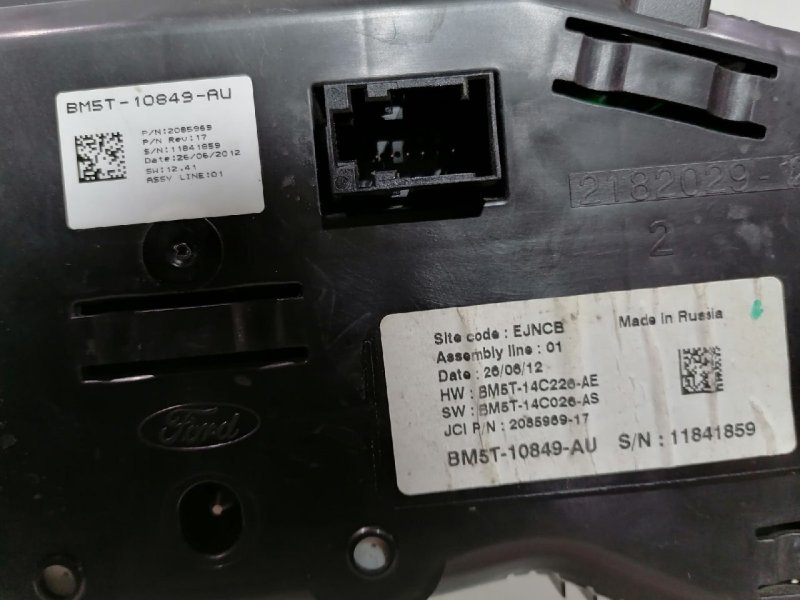 BM5T-10849-AU
P/N:2085969
P/N Rev:17
S/N:11841859
Date:26/06/2012
SW:12.41
ASSY LINE:01
2182029-
2
Ford
Site code : EJNCB
Made in Russia
Assembly line : 01
Date : 26/06/12
HW : BM5T-14C226-AE
SW : BM5T-14C026-AS
JCI P/N : 2085969-17
BM5T-10849-AU S/N : 11841859